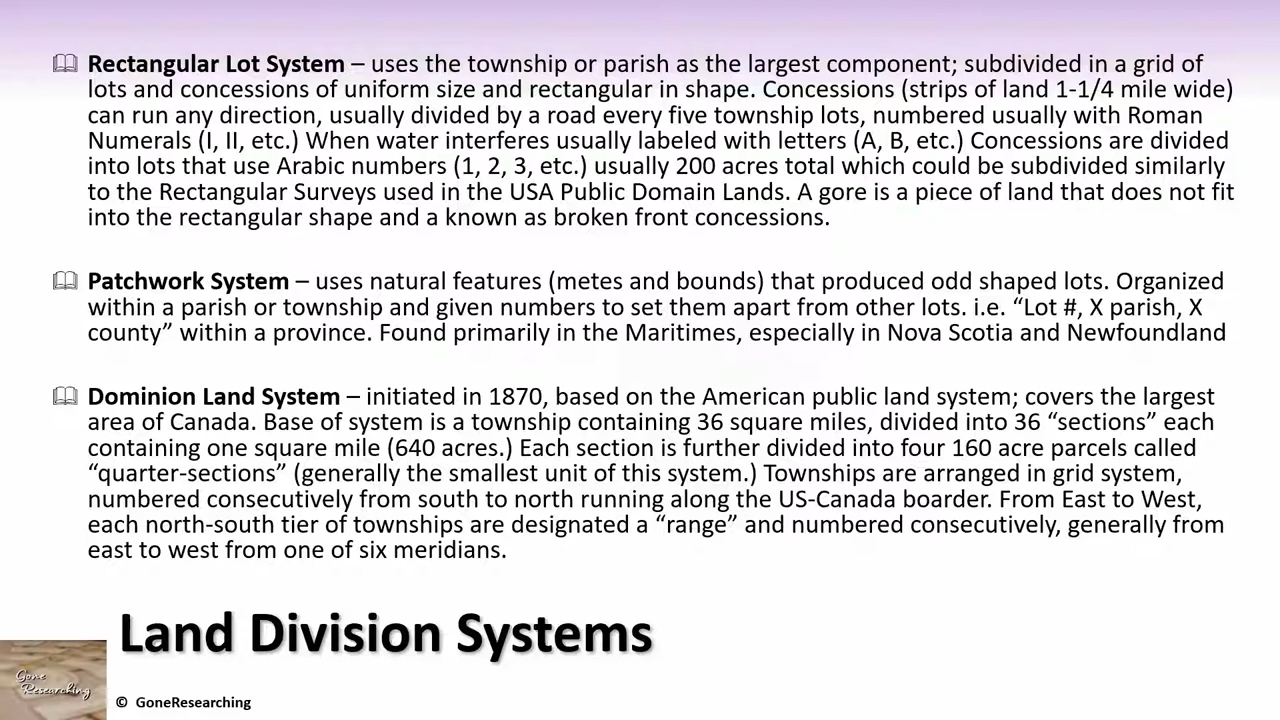 Rectangular Lot System – uses the township or parish as the largest component; subdivided in a grid of
lots and concessions of uniform size and rectangular in shape. Concessions (strips of land 1-1/4 mile wide)
can run any direction, usually divided by a road every five township lots, numbered usually with Roman
Numerals (I, II, etc.) When water interferes usually labeled with letters (A, B, etc.) Concessions are divided
into lots that use Arabic numbers (1, 2, 3, etc.) usually 200 acres total which could be subdivided similarly
to the Rectangular Surveys used in the USA Public Domain Lands. A gore is a piece of land that does not fit
into the rectangular shape and a known as broken front concessions.
Patchwork System – uses natural features (metes and bounds) that produced odd shaped lots. Organized
within a parish or township and given numbers to set them apart from other lots. i.e. “Lot #, X parish, X
county” within a province. Found primarily in the Maritimes, especially in Nova Scotia and Newfoundland
Dominion Land System – initiated in 1870, based on the American public land system; covers the largest
area of Canada. Base of system is a township containing 36 square miles, divided into 36 “sections” each
containing one square mile (640 acres.) Each section is further divided into four 160 acre parcels called
“quarter-sections” (generally the smallest unit of this system.) Townships are arranged in grid system,
numbered consecutively from south to north running along the US-Canada boarder. From East to West,
each north-south tier of townships are designated a “range” and numbered consecutively, generally from
east to west from one of six meridians.
Land Division Systems
Gone
Researching
© GoneResearching